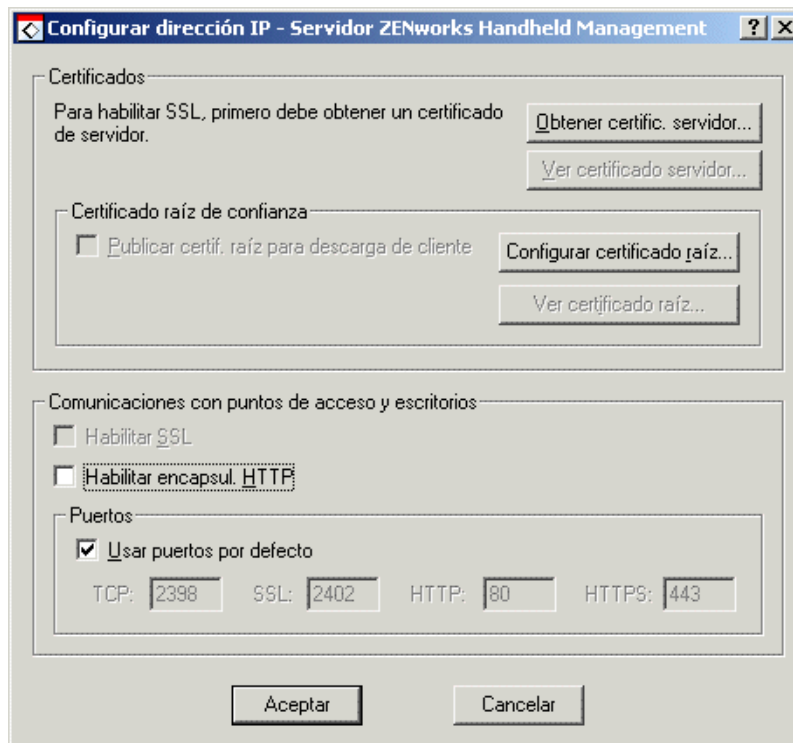 Configurar dirección IP - Servidor ZENworks Handheld Management
Certificados
Para habilitar SSL, primero debe obtener un certificado
de servidor.
Obtener certific. servidor...
Ver certificado servidor...
Certificado raíz de confianza
Publicar certif. raíz para descarga de cliente
Configurar certificado raíz...
Ver certificado raíz...
Comunicaciones con puntos de acceso y escritorios
Habilitar SSL
Habilitar encapsul. HTTP
Puertos
Usar puertos por defecto
TCP: 2398 SSL: 2402 HTTP: 80 HTTPS: 443
Aceptar Cancelar